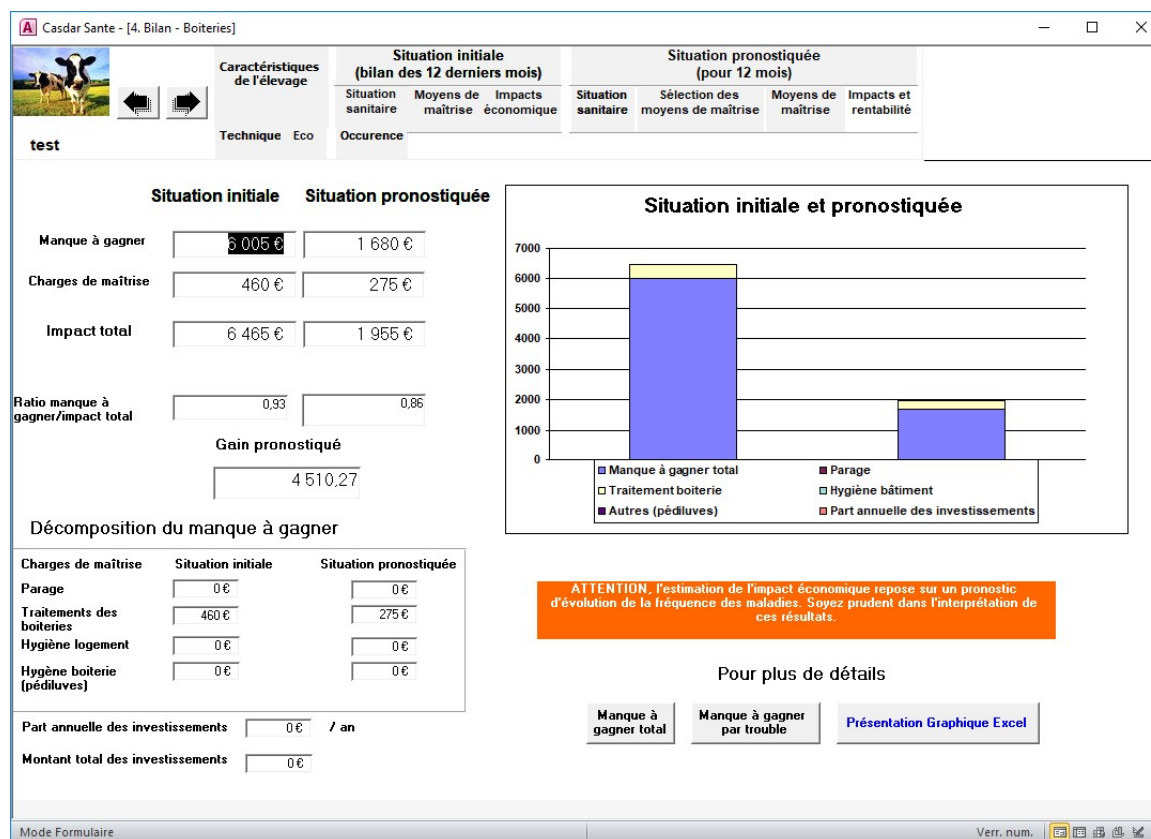 Casdar Sante - [4. Bilan - Boiteries]
Caractéristiques
de l'élevage
Technique Eco
Situation initiale
(bilan des 12 derniers mois)
Situation
sanitaire
Moyens de
maîtrise
Impacts
économique
Occurence
Situation pronostiquée
(pour 12 mois)
Situation
sanitaire
Sélection des
moyens de maîtrise
Moyens de
maîtrise
Impacts et
rentabilité
test
Situation initiale Situation pronostiquée
Manque à gagner 6 005 € 1 680 €
Charges de maîtrise 460 € 275 €
Impact total 6 465 € 1 955 €
Ratio manque à
gagner/impact total
0,93 0,86
Gain pronostiqué
4 510,27
Situation initiale et pronostiquée
7000
6000
5000
4000
3000
2000
1000
0
Manque à gagner total Parage
Traitement boiterie Hygiène bâtiment
Autres (pédiluves) Part annuelle des investissements
Décomposition du manque à gagner
Charges de maîtrise Situation initiale Situation pronostiquée
Parage 0 € 0 €
Traitements des
boiteries
460 € 275 €
Hygiène logement 0 € 0 €
Hygène boiterie
(pédiluves)
0 € 0 €
Part annuelle des investissements 0 € / an
Montant total des investissements 0 €
ATTENTION, l'estimation de l'impact économique repose sur un pronostic
d'évolution de la fréquence des maladies. Soyez prudent dans l'interprétation de
ces résultats.
Pour plus de détails
Manque à
gagner total
Manque à gagner
par trouble
Présentation Graphique Excel
Mode Formulaire Verr. num.